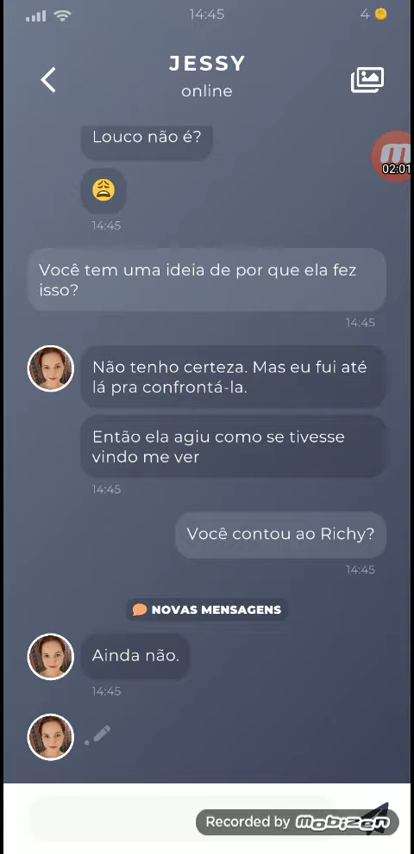 14:45
4
JESSY
online
Louco não é?
02:01
14:45
Você tem uma ideia de por que ela fez
isso?
14:45
Não tenho certeza. Mas eu fui até
lá pra confrontá-la.
Então ela agiu como se tivesse
vindo me ver
14:45
Você contou ao Richy?
14:45
NOVAS MENSAGENS
Ainda não.
14:45
Recorded by mobizen